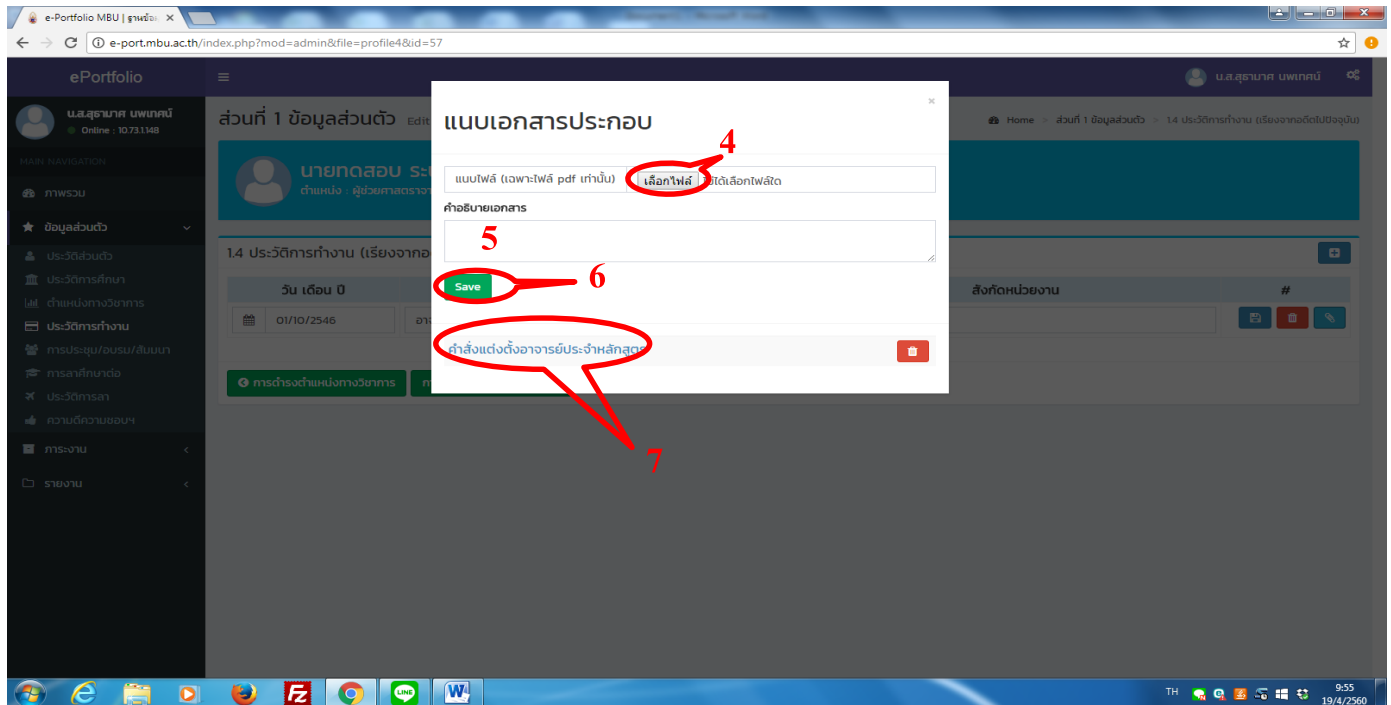 e-Portfolio MBU | ฐานข้อ
e-port.mbu.ac.th/index.php?mod=admin&file=profile4&id=57
ePortfolio
น.ส.สุธามาศ นพเทศน์
น.ส.สุธามาศ นพเทศน์
Online : 10.73.1.148
ส่วนที่ 1 ข้อมูลส่วนตัว Edit
Home > ส่วนที่ 1 ข้อมูลส่วนตัว > 1.4 ประวัติการทำงาน (เรียงจากอดีตไปปัจจุบัน)
MAIN NAVIGATION
ภาพรวม
ข้อมูลส่วนตัว
ประวัติส่วนตัว
ประวัติการศึกษา
ตำแหน่งทางวิชาการ
ประวัติการทำงาน
การประชุม/อบรม/สัมมนา
การลาศึกษาต่อ
ประวัติการลา
ความดีความชอบฯ
ภาระงาน
รายงาน
นายทดสอบ
ตำแหน่ง :
1.4 ประวัติการทำงาน
วัน เดือน ปี
สังกัดหน่วยงาน
#
01/10/2546
การดำรงตำแหน่งทางวิชาการ
แนบเอกสารประกอบ
×
4
แนบไฟล์ (เฉพาะไฟล์ pdf เท่านั้น)
เลือกไฟล์ ไม่ได้เลือกไฟล์ใด
คำอธิบายเอกสาร
5
Save
6
คำสั่งแต่งตั้งอาจารย์ประจำหลักสูตร
7
TH
9:55
19/4/2560